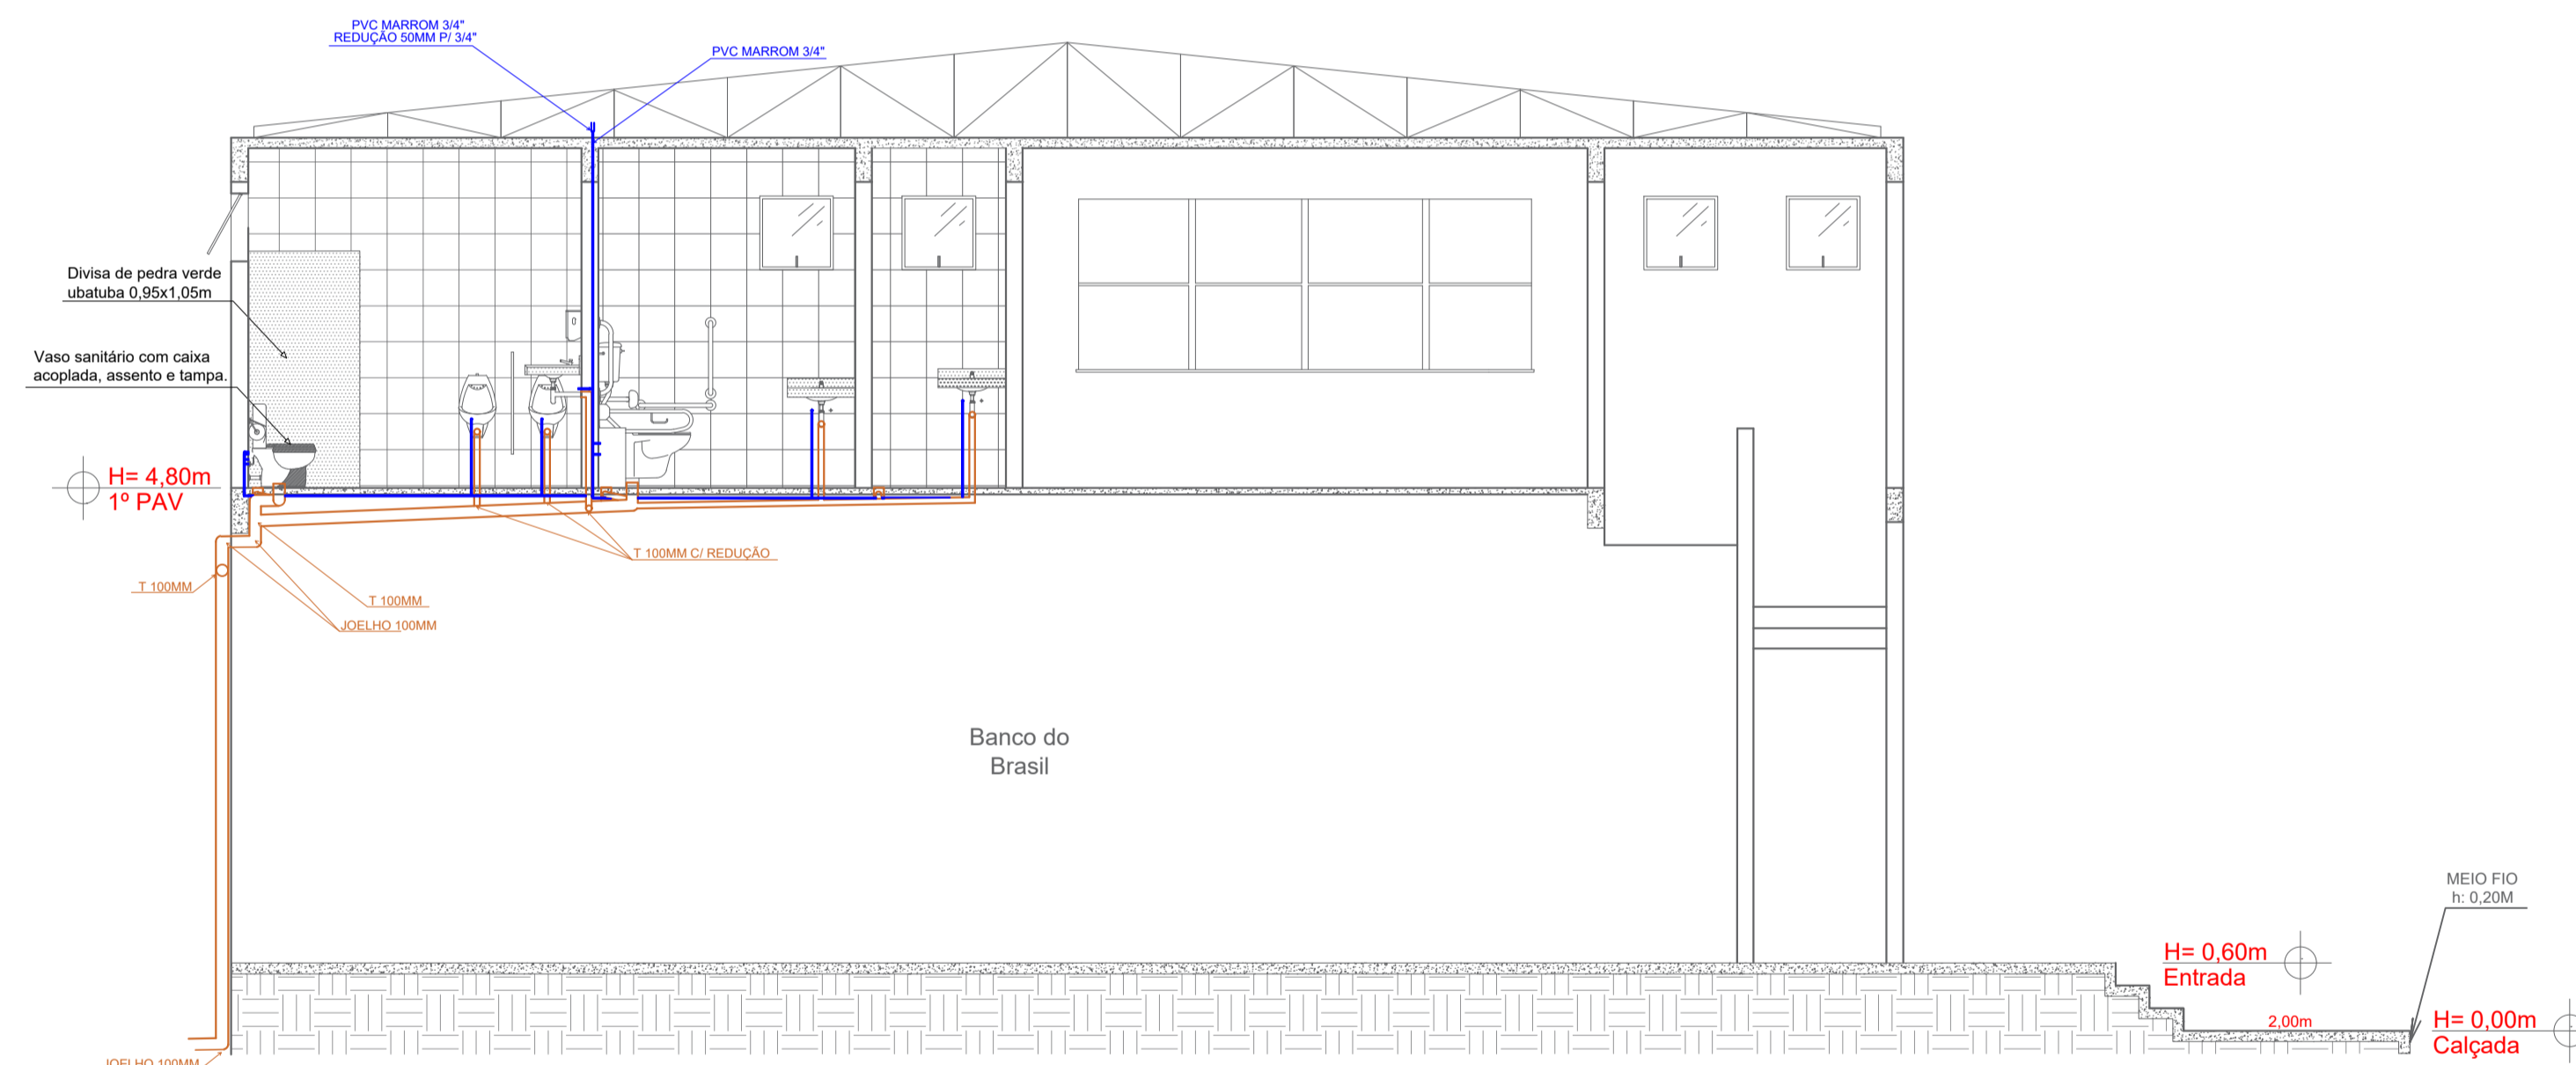 PVC MARROM 3/4"
REDUÇÃO 50MM P/ 3/4"
PVC MARROM 3/4"
Divisa de pedra verde
ubatuba 0,95x1,05m
Vaso sanitário com caixa
acoplada, assento e tampa.
H= 4,80m
1º PAV
T 100MM C/ REDUÇÃO
T 100MM
T 100MM
JOELHO 100MM
Banco do
Brasil
MEIO FIO
h: 0,20M
H= 0,60m
Entrada
2,00m
H= 0,00m
Calçada
JOELHO 100MM